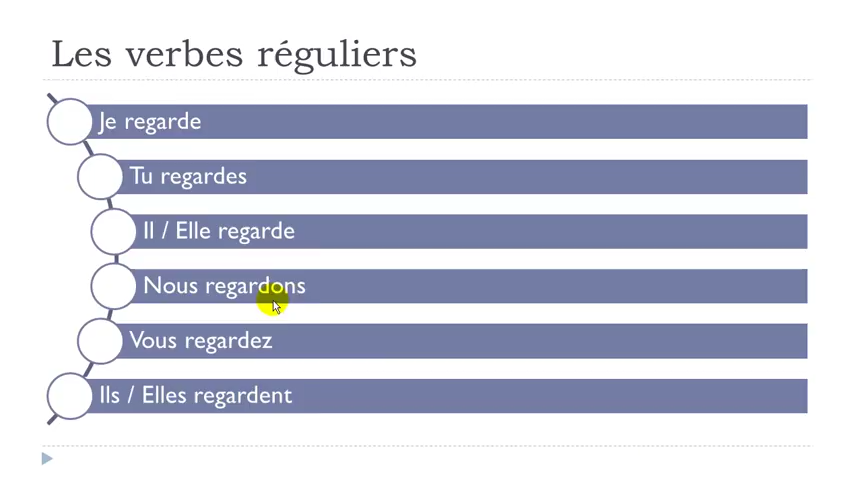 Les verbes réguliers
Je regarde
Tu regardes
Il / Elle regarde
Nous regardons
Vous regardez
Ils / Elles regardent